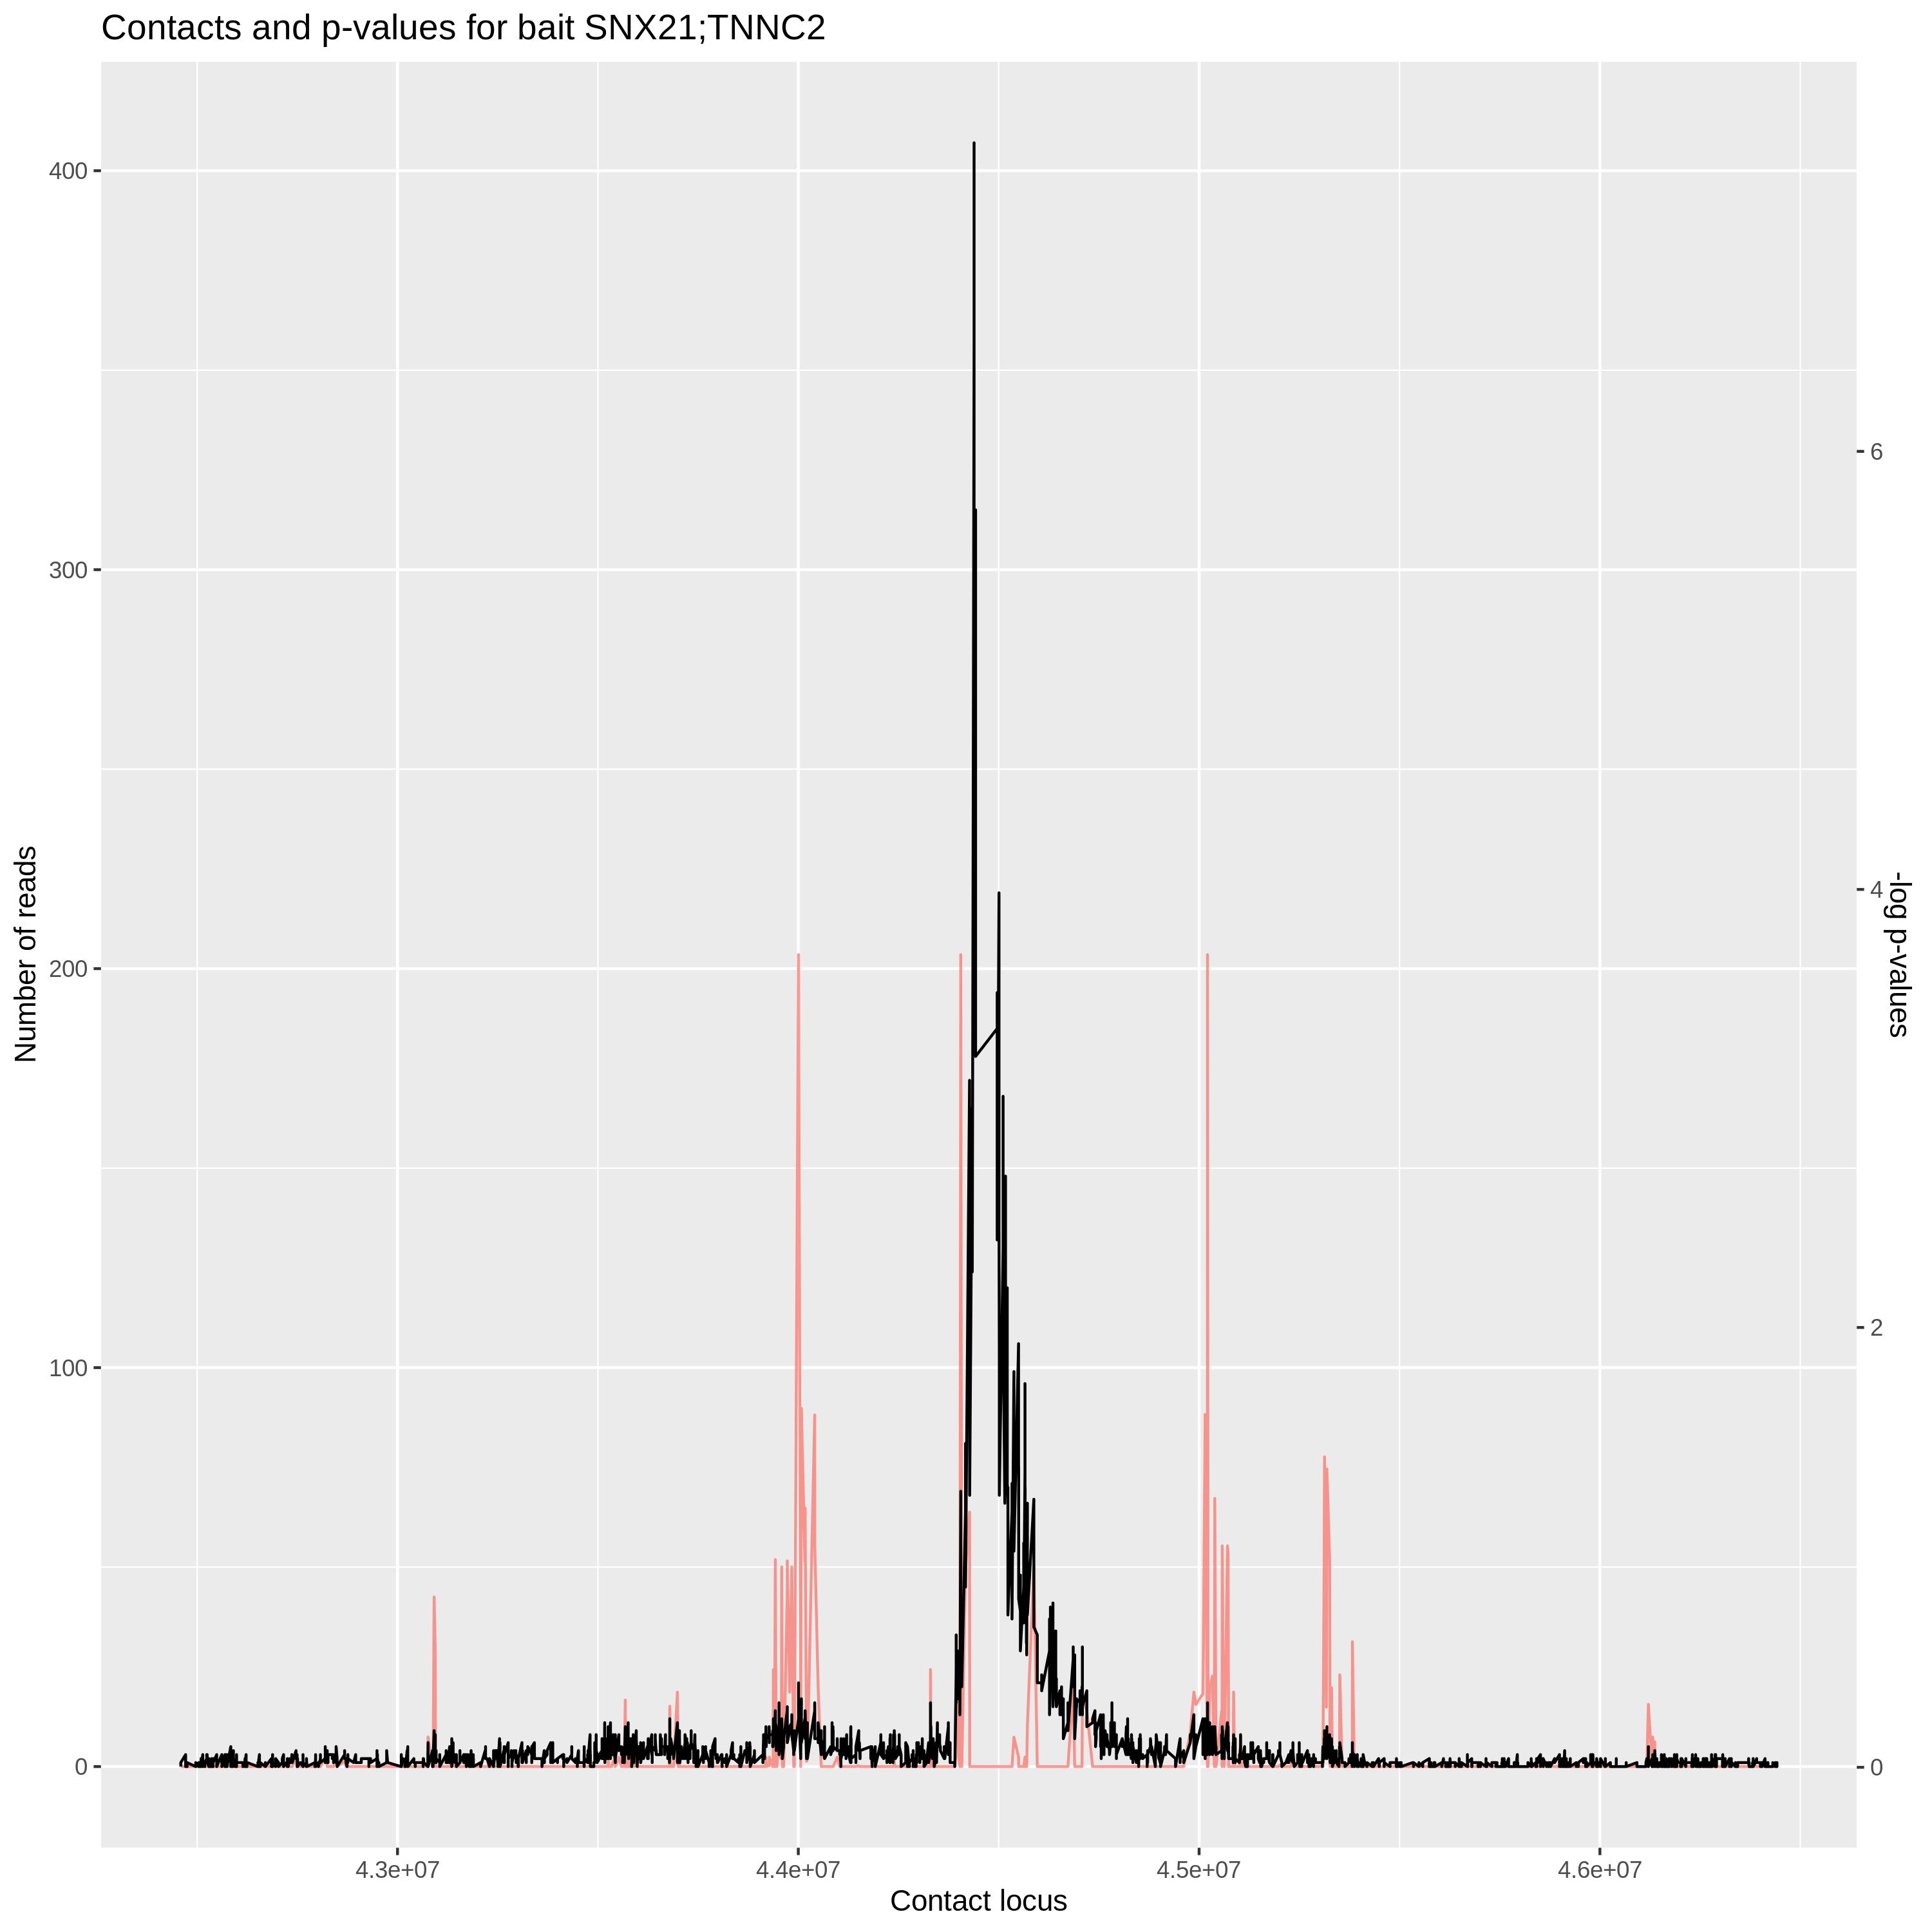 Contacts and p-values for bait SNX21;TNNC2
400
300
200
100
0
Number of reads
6
4
2
0
-log p-values
4.3e+07
4.4e+07
4.5e+07
4.6e+07
Contact locus